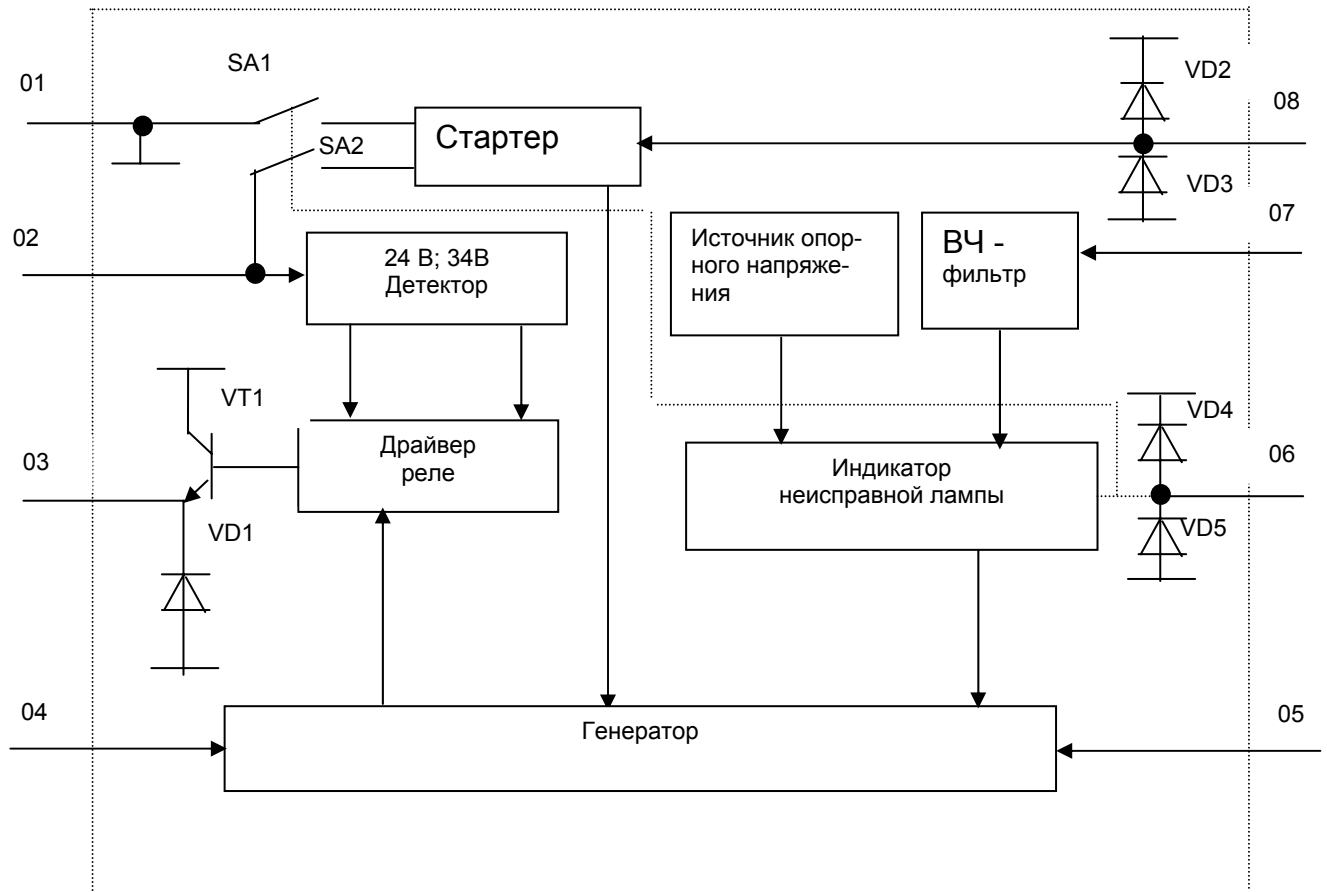 SA1
VD2
01
08
Стартер
SA2
VD3
07
02
24 В; 34В
Детектор
Источник опор-
ного напряже-
ния
ВЧ -
фильтр
VT1
VD4
03
Драйвер
реле
Индикатор
неисправной лампы
06
VD1
VD5
04
Генератор
05